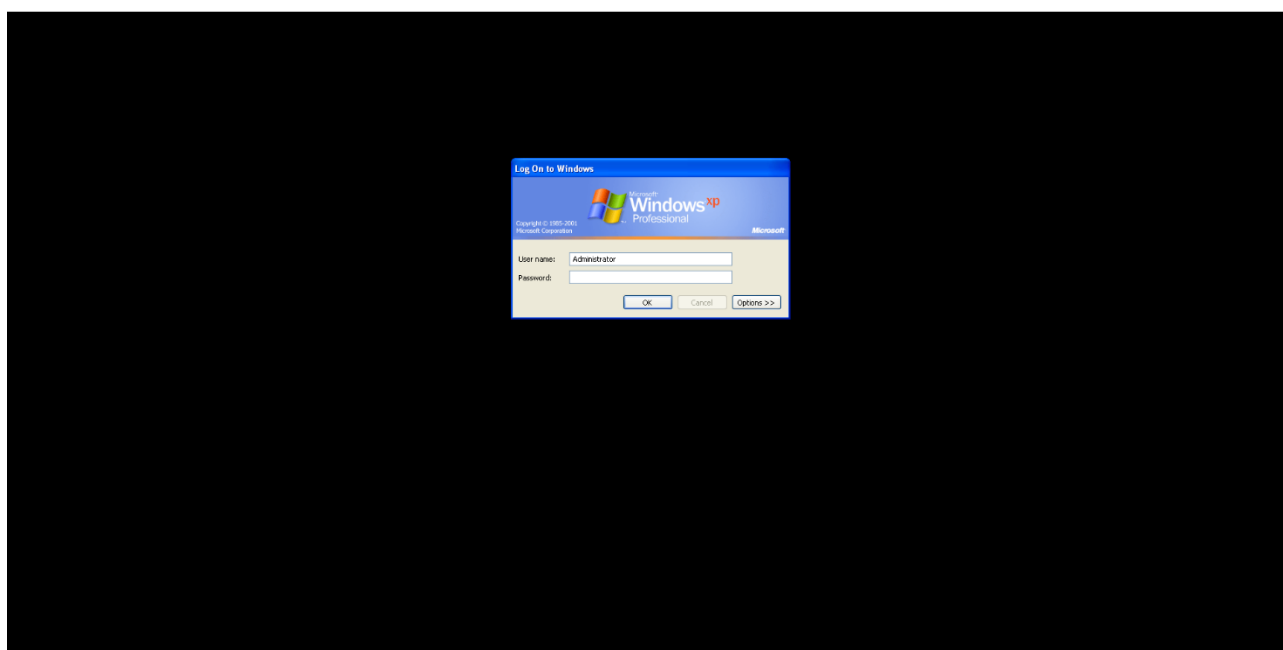 Log On to Windows
Microsoft
Windows xp
Professional
Copyright © 1985-2001
Microsoft Corporation
Microsoft
User name: Administrator
Password:
OK Cancel Options >>